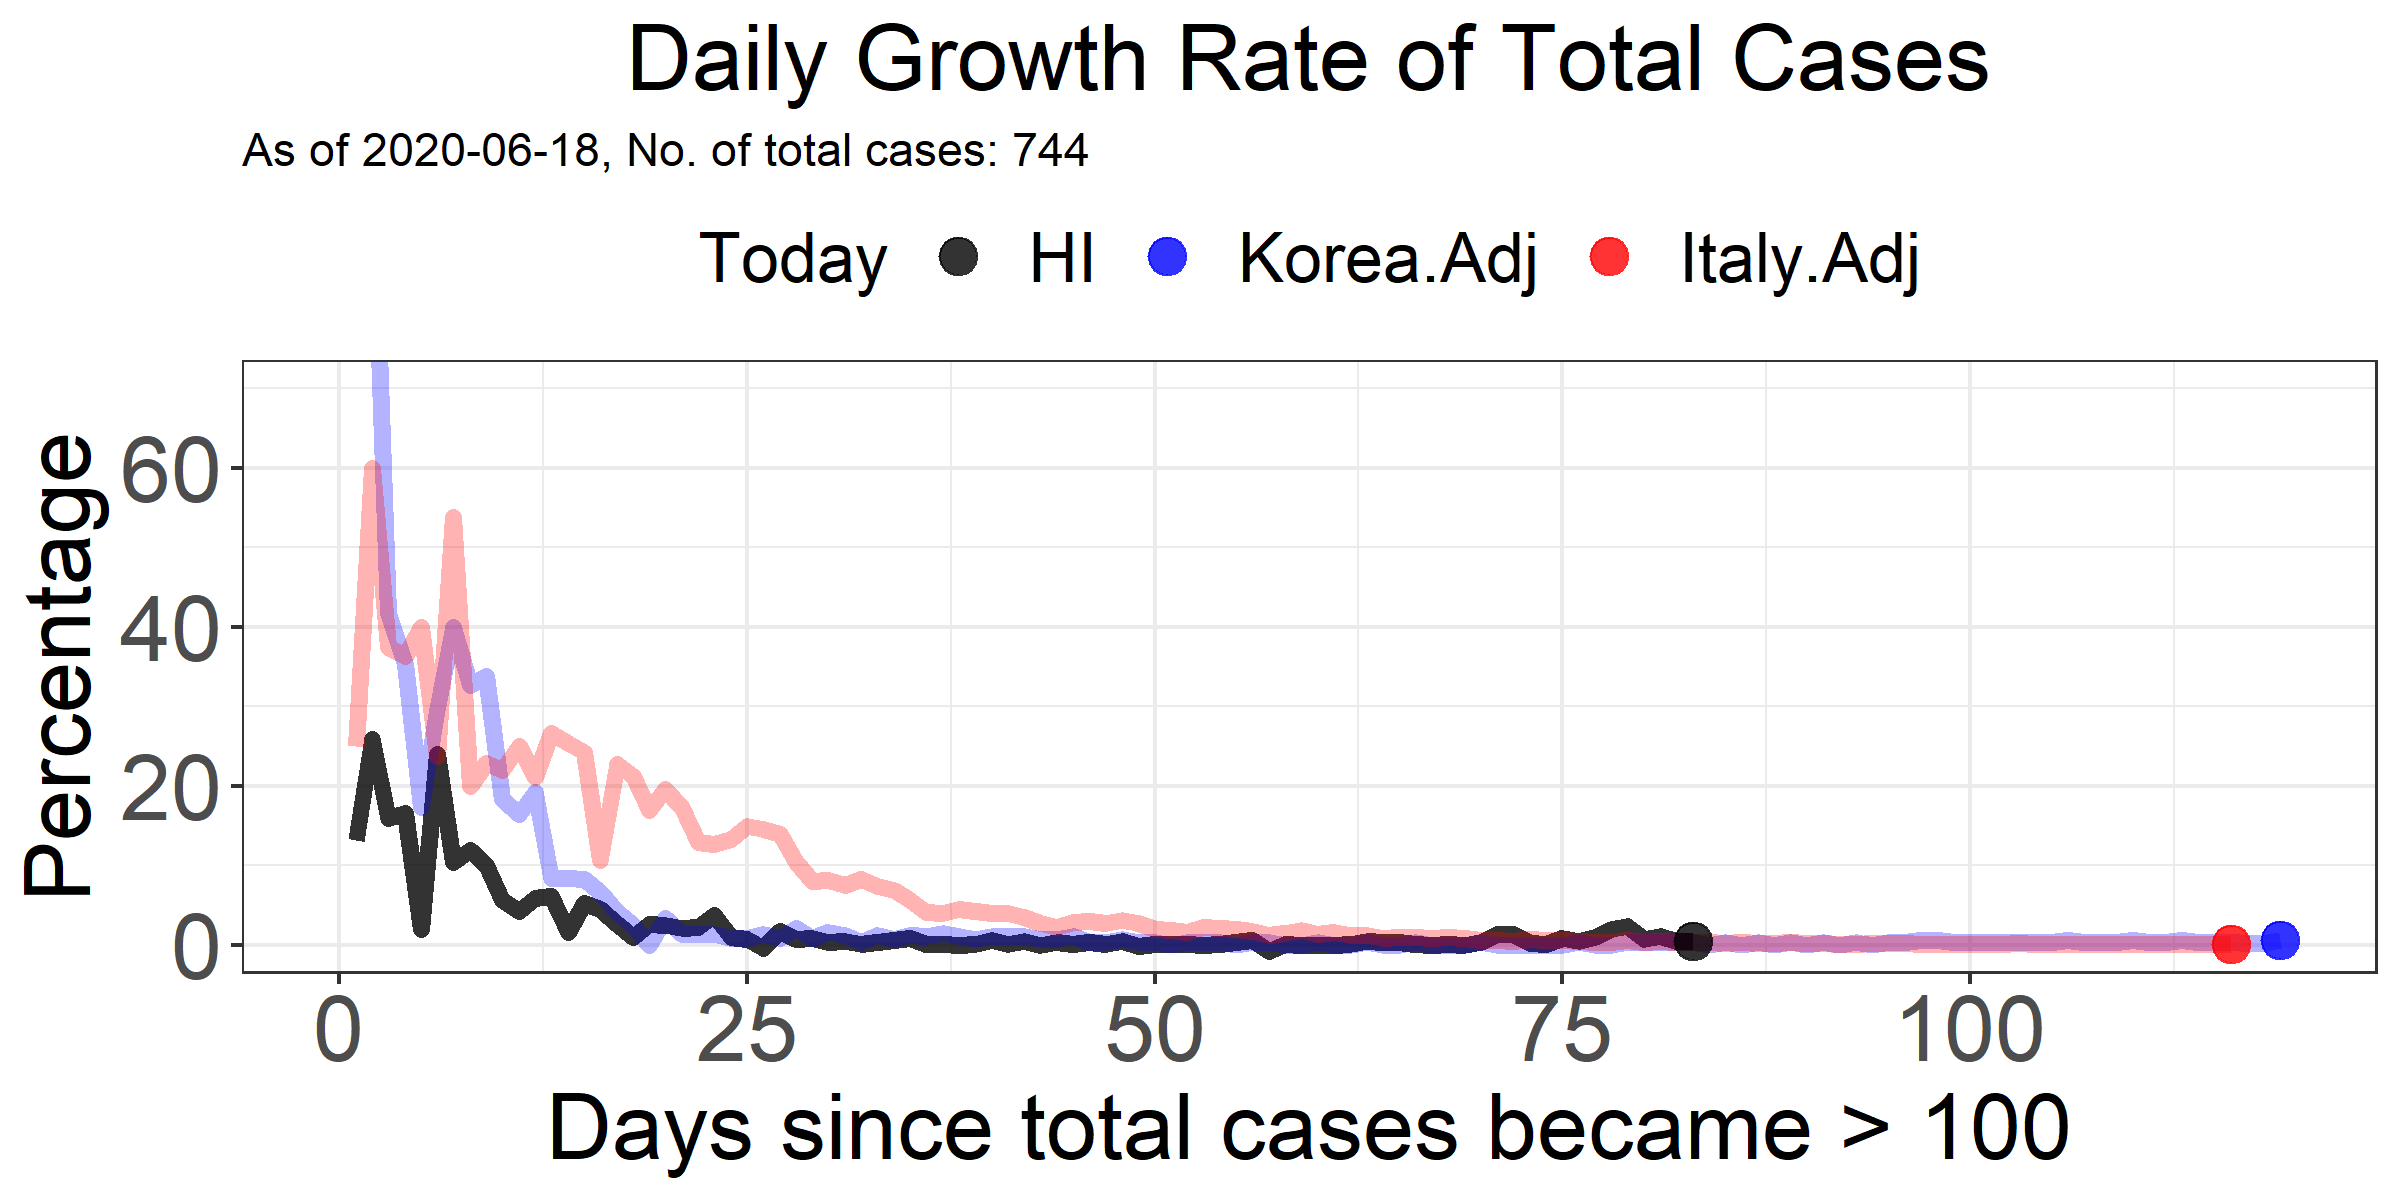 Daily Growth Rate of Total Cases
As of 2020-06-18, No. of total cases: 744
Today HI Korea.Adj Italy.Adj
Percentage
60
40
20
0
0 25 50 75 100
Days since total cases became > 100